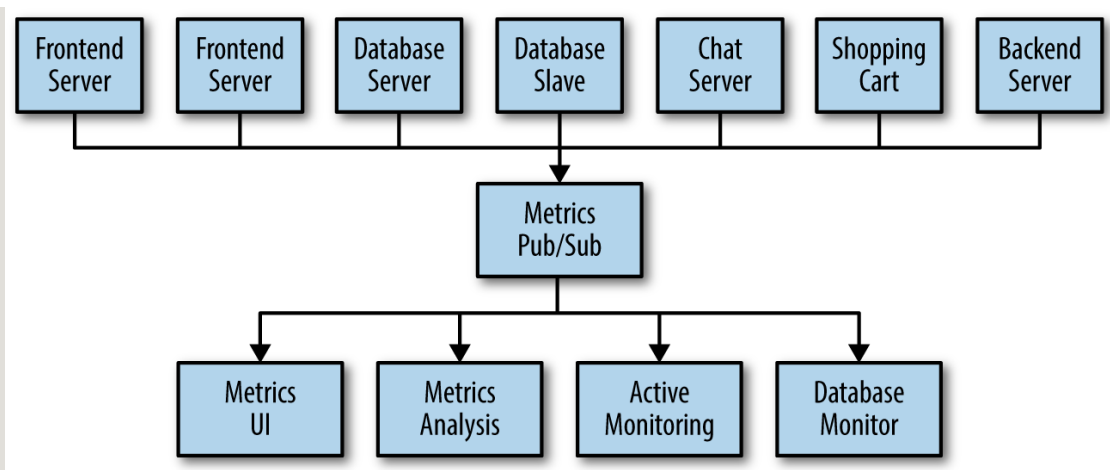 Frontend
Server
Frontend
Server
Database
Server
Database
Slave
Chat
Server
Shopping
Cart
Backend
Server
Metrics
Pub/Sub
Metrics
UI
Metrics
Analysis
Active
Monitoring
Database
Monitor